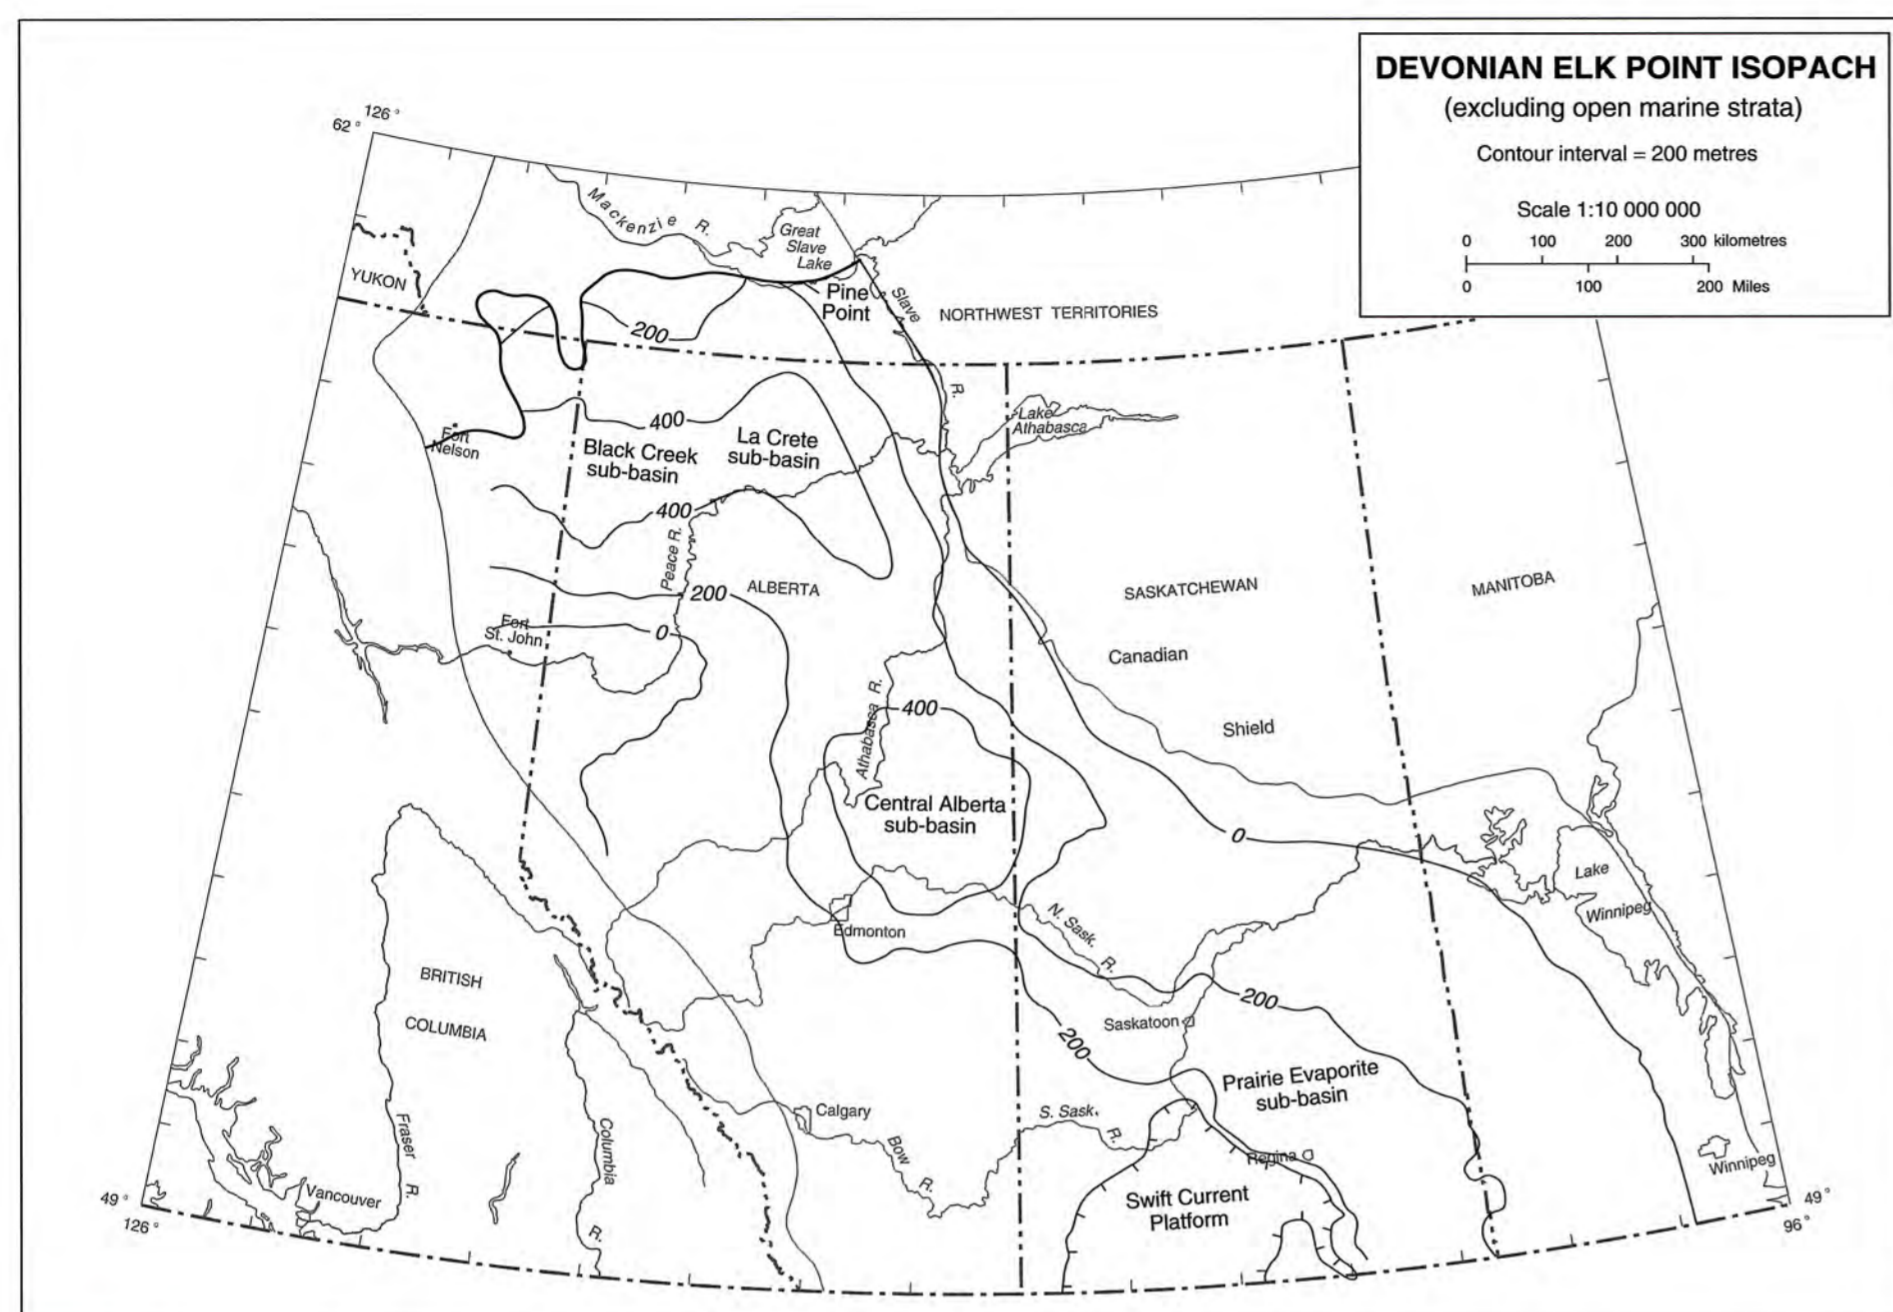 DEVONIAN ELK POINT ISOPACH
(excluding open marine strata)
Contour interval = 200 metres
Scale 1:10 000 000
0 100 200 300 kilometres
0 100 200 Miles
126°
62°
Mackenzie R.
Great
Slave
Lake
YUKON
Pine
Point
Slave
R.
NORTHWEST TERRITORIES
200
400
Lake
Athabasca
Fort
Nelson
Black Creek
sub-basin
La Crete
sub-basin
400
Peace R.
200
ALBERTA
SASKATCHEWAN
MANITOBA
Fort
St. John
0
Canadian
Shield
Athabasca R.
400
Central Alberta
sub-basin
0
Lake
Winnipeg
Edmonton
N. Sask.
R.
BRITISH
COLUMBIA
200
Saskatoon
200
Prairie Evaporite
sub-basin
Calgary
S. Sask.
R.
Bow
R.
Regina
Fraser
R.
Columbia
R.
Swift Current
Platform
Winnipeg
Vancouver
49°
126°
49°
96°